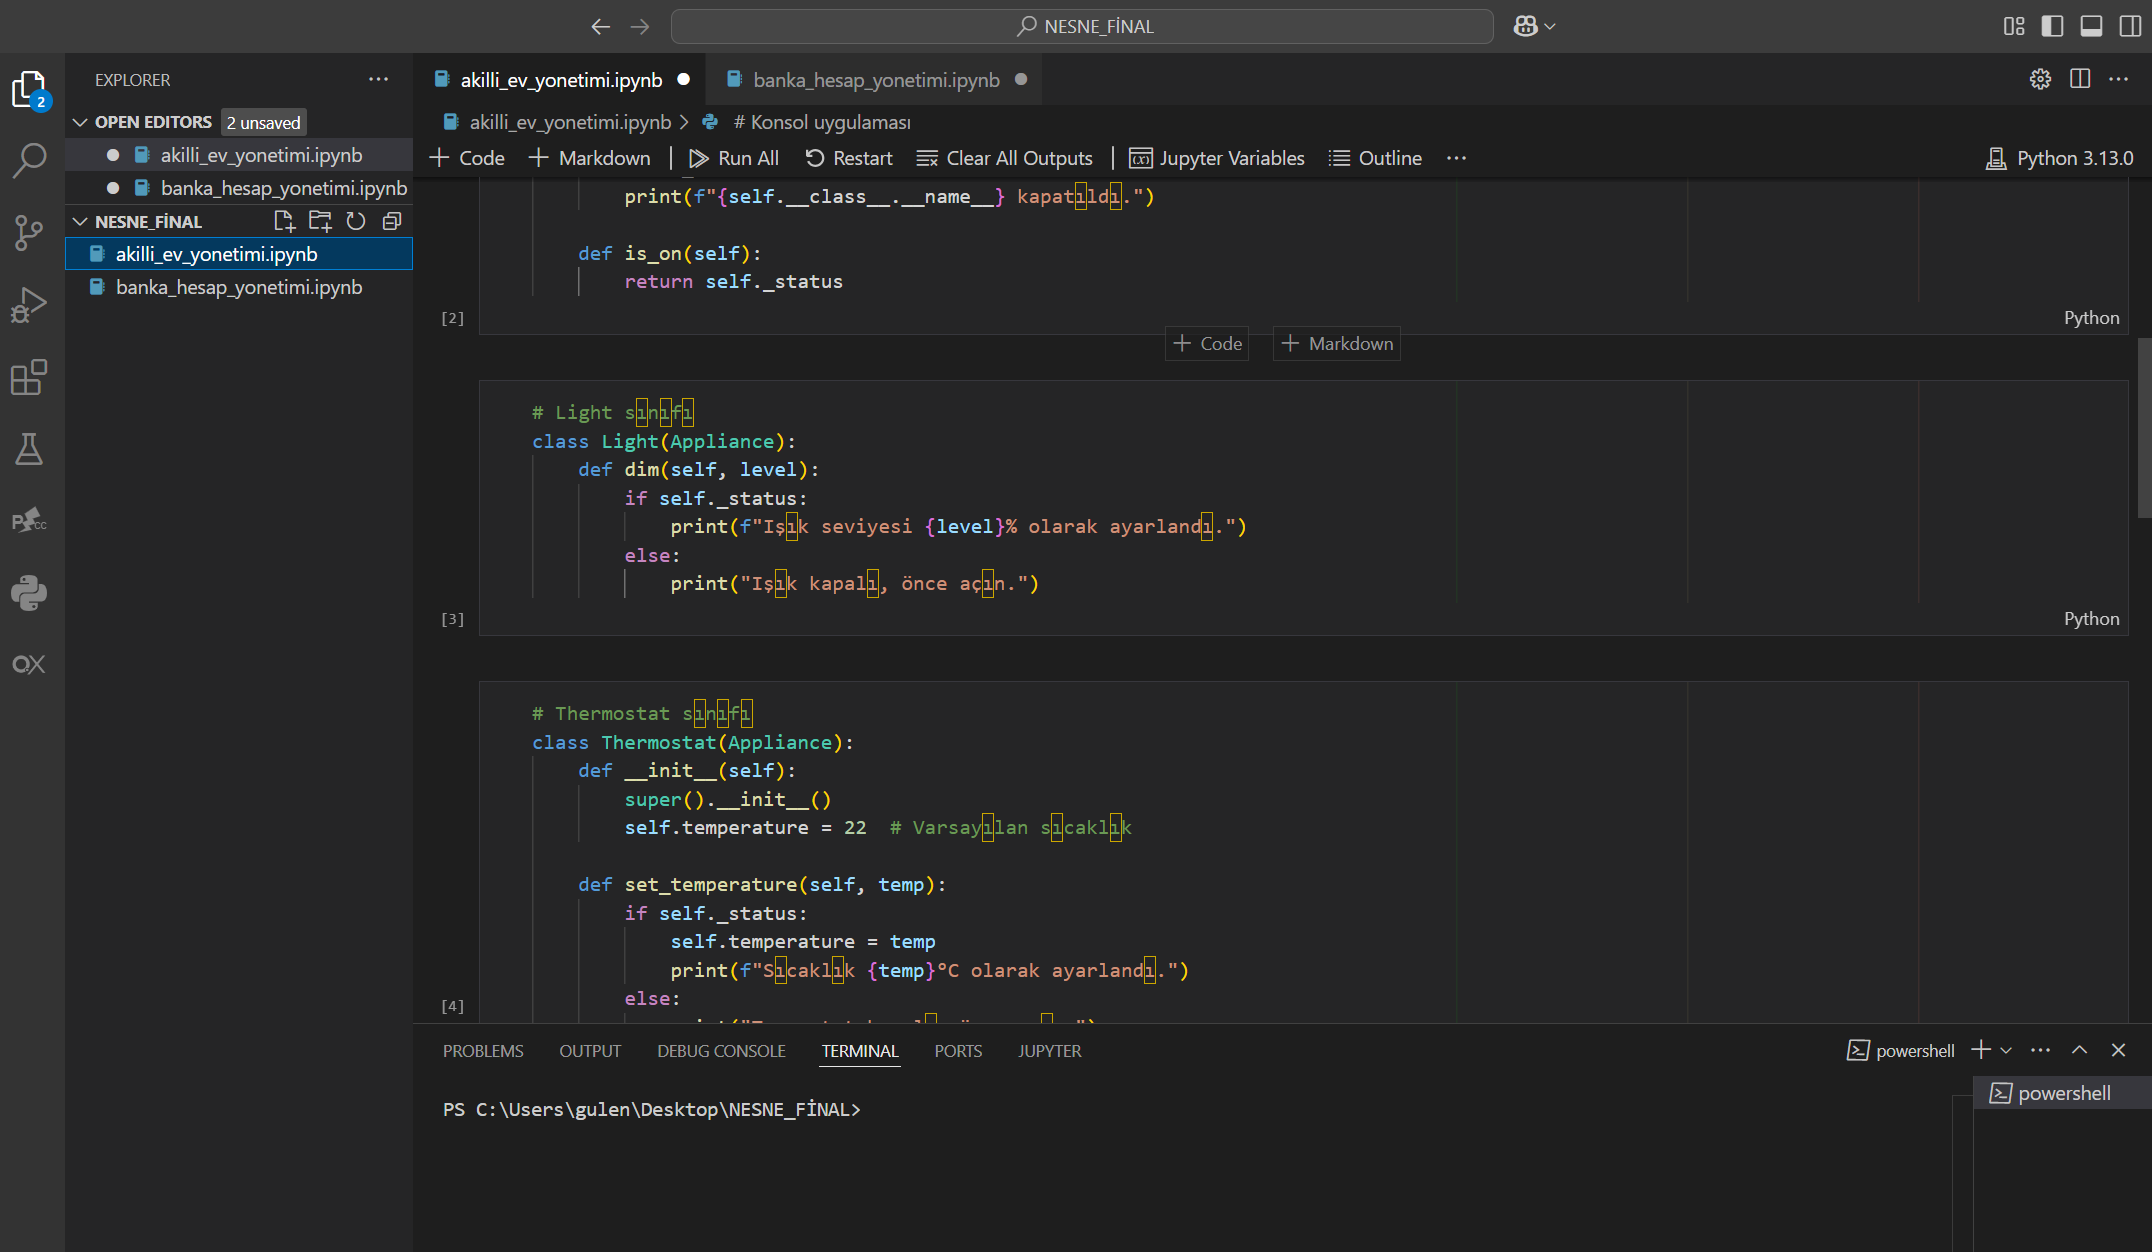 NESNE_FİNAL
EXPLORER
2
OPEN EDITORS 2 unsaved
akilli_ev_yonetimi.ipynb
banka_hesap_yonetimi.ipynb
NESNE_FİNAL
akilli_ev_yonetimi.ipynb
banka_hesap_yonetimi.ipynb
akilli_ev_yonetimi.ipynb
banka_hesap_yonetimi.ipynb
akilli_ev_yonetimi.ipynb > # Konsol uygulaması
+ Code + Markdown | Run All Restart Clear All Outputs | Jupyter Variables Outline ...
Python 3.13.0
print(f"{self.__class__.__name__} kapatıldı.")
def is_on(self):
return self._status
[2]
Python
+ Code + Markdown
# Light sınıfı
class Light(Appliance):
def dim(self, level):
if self._status:
print(f"Işık seviyesi {level}% olarak ayarlandı.")
else:
print("Işık kapalı, önce açın.")
[3]
Python
# Thermostat sınıfı
class Thermostat(Appliance):
def __init__(self):
super().__init__()
self.temperature = 22  # Varsayılan sıcaklık
def set_temperature(self, temp):
if self._status:
self.temperature = temp
print(f"Sıcaklık {temp}°C olarak ayarlandı.")
else:
[4]
PROBLEMS OUTPUT DEBUG CONSOLE TERMINAL PORTS JUPYTER
powershell
powershell
PS C:\Users\gulen\Desktop\NESNE_FİNAL>